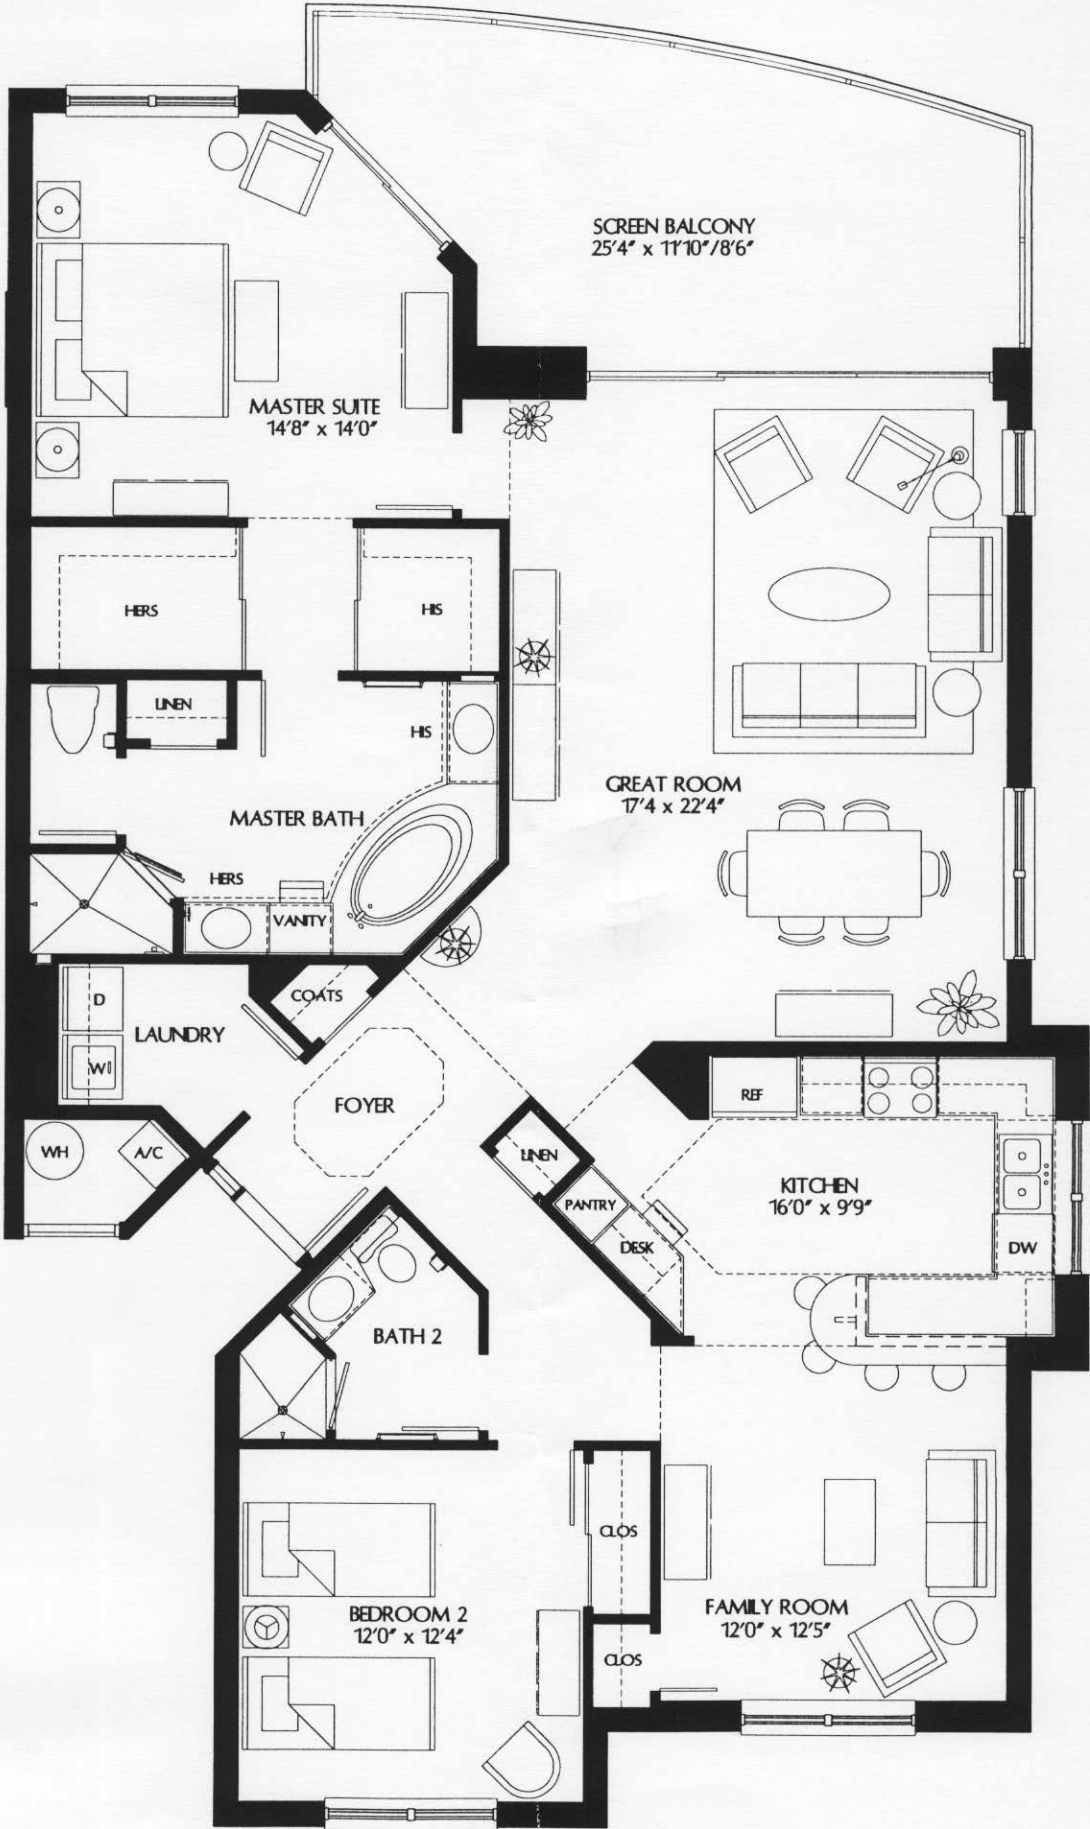 SCREEN BALCONY
25'4" x 11'10"/8'6"
MASTER SUITE
14'8" x 14'0"
HERS
HIS
LINEN
HIS
GREAT ROOM
17'4 x 22'4"
MASTER BATH
HERS
VANITY
D
COATS
LAUNDRY
W
REF
FOYER
WH
A/C
LINEN
KITCHEN
16'0" x 9'9"
PANTRY
DESK
DW
BATH 2
CLOS
FAMILY ROOM
12'0" x 12'5"
BEDROOM 2
12'0" x 12'4"
CLOS